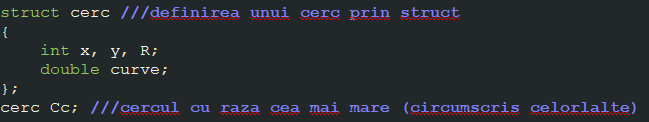 struct cerc ///definirea unui cerc prin struct
{
    int x, y, R;
    double curve;
};
cerc Cc; ///cercul cu raza cea mai mare (circumscris celorlalte)